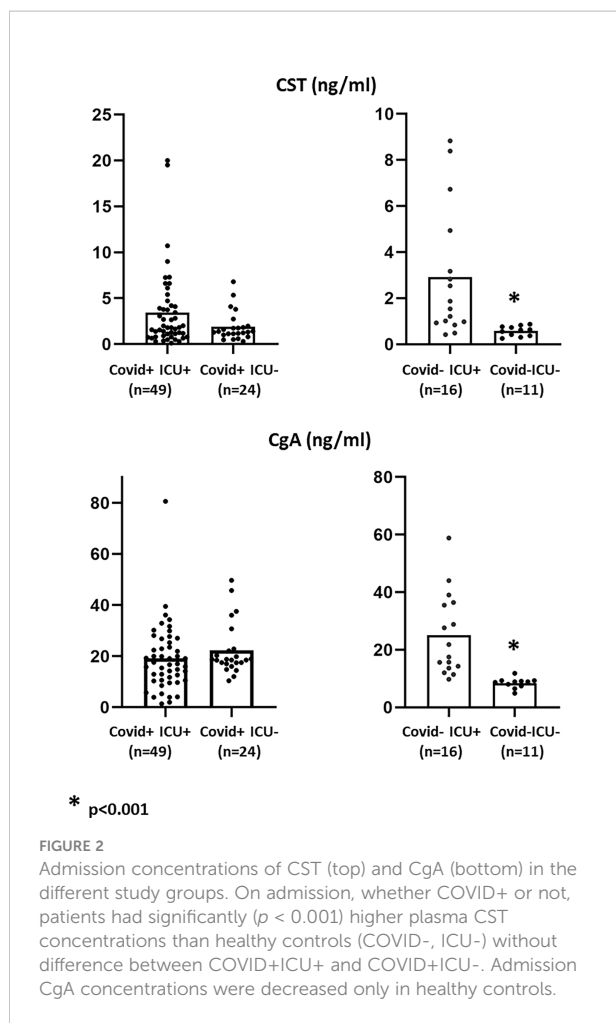 CST (ng/ml)
25
20
15
10
5
0
Covid+ ICU+
(n=49)
Covid+ ICU-
(n=24)
10
8
6
4
2
0
*
Covid- ICU+
(n=16)
Covid-ICU-
(n=11)
CgA (ng/ml)
80
60
40
20
0
Covid+ ICU+
(n=49)
Covid+ ICU-
(n=24)
80
60
40
20
0
*
Covid- ICU+
(n=16)
Covid-ICU-
(n=11)
* p<0.001
FIGURE 2
Admission concentrations of CST (top) and CgA (bottom) in the
different study groups. On admission, whether COVID+ or not,
patients had significantly (p < 0.001) higher plasma CST
concentrations than healthy controls (COVID-, ICU-) without
difference between COVID+ICU+ and COVID+ICU-. Admission
CgA concentrations were decreased only in healthy controls.